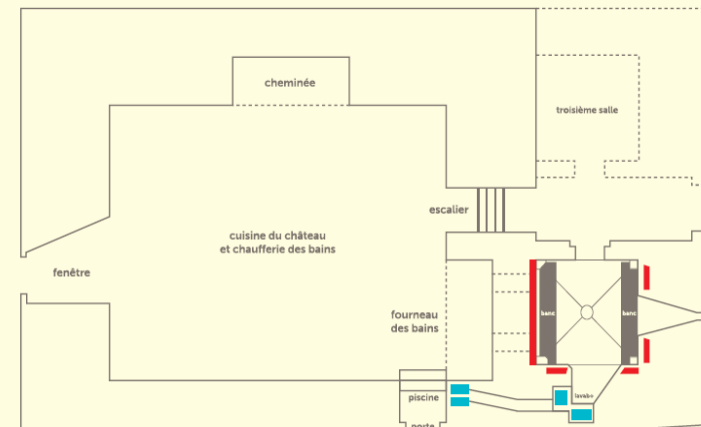 cheminée
troisième salle
escalier
cuisine du château
et chaufferie des bains
fenêtre
banc
banc
fourneau
des bains
piscine
lavabo
porte